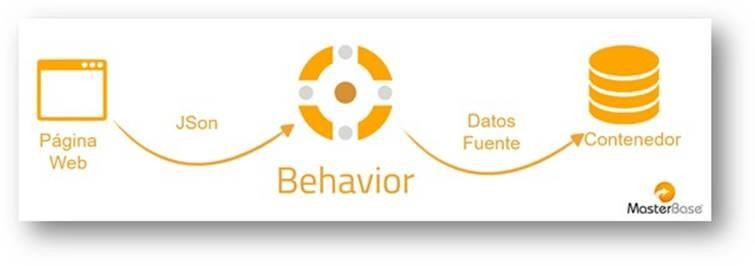 Página
Web
JSon
Behavior
Datos
Fuente
Contenedor
MasterBase